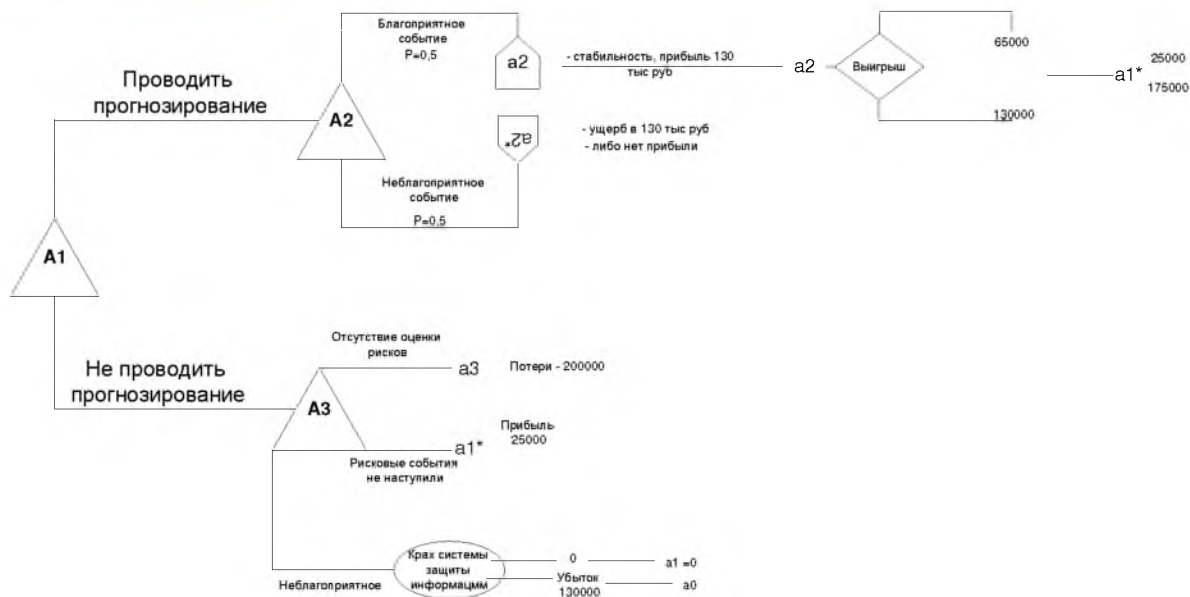 Благоприятное
событие
P=0,5
Проводить
прогнозирование
A2
a2
- стабильность, прибыль 130
тыс руб
a2
Выигрыш
65000
130000
a1*
25000
175000
a2*
- ущерб в 130 тыс руб
- либо нет прибыли
Неблагоприятное
событие
P=0,5
A1
Не проводить
прогнозирование
A3
Отсутствие оценки
рисков
a3
Потери - 200000
a1*
Прибыль
25000
Рисковые события
не наступили
Неблагоприятное
Крах системы
защиты
информацмм
0
a1 =0
Убыток
130000
a0